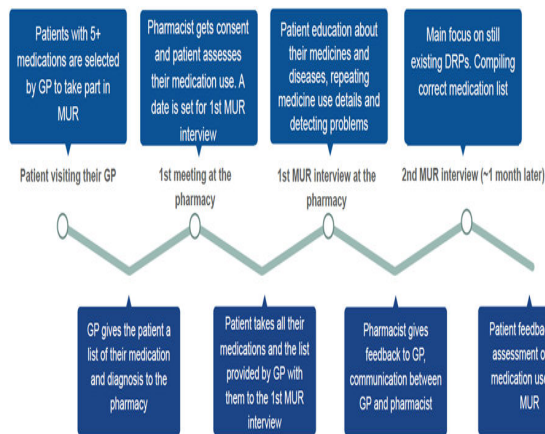 Patients with 5+
medications are selected
by GP to take part in
MUR
Pharmacist gets consent
and patient assesses
their medication use. A
date is set for 1st MUR
interview
Patient education about
their medicines and
diseases, repeating
medicine use details and
detecting problems
Main focus on still
existing DRPs. Compiling
correct medication list
Patient visiting their GP
1st meeting at the
pharmacy
1st MUR interview at the
pharmacy
2nd MUR interview (~1 month later)
GP gives the patient a
list of their medication
and diagnosis to the
pharmacy
Patient takes all their
medications and the list
provided by GP with
them to the 1st MUR
interview
Pharmacist gives
feedback to GP,
communication between
GP and pharmacist
Patient feedba
assessment o
medication use
MUR